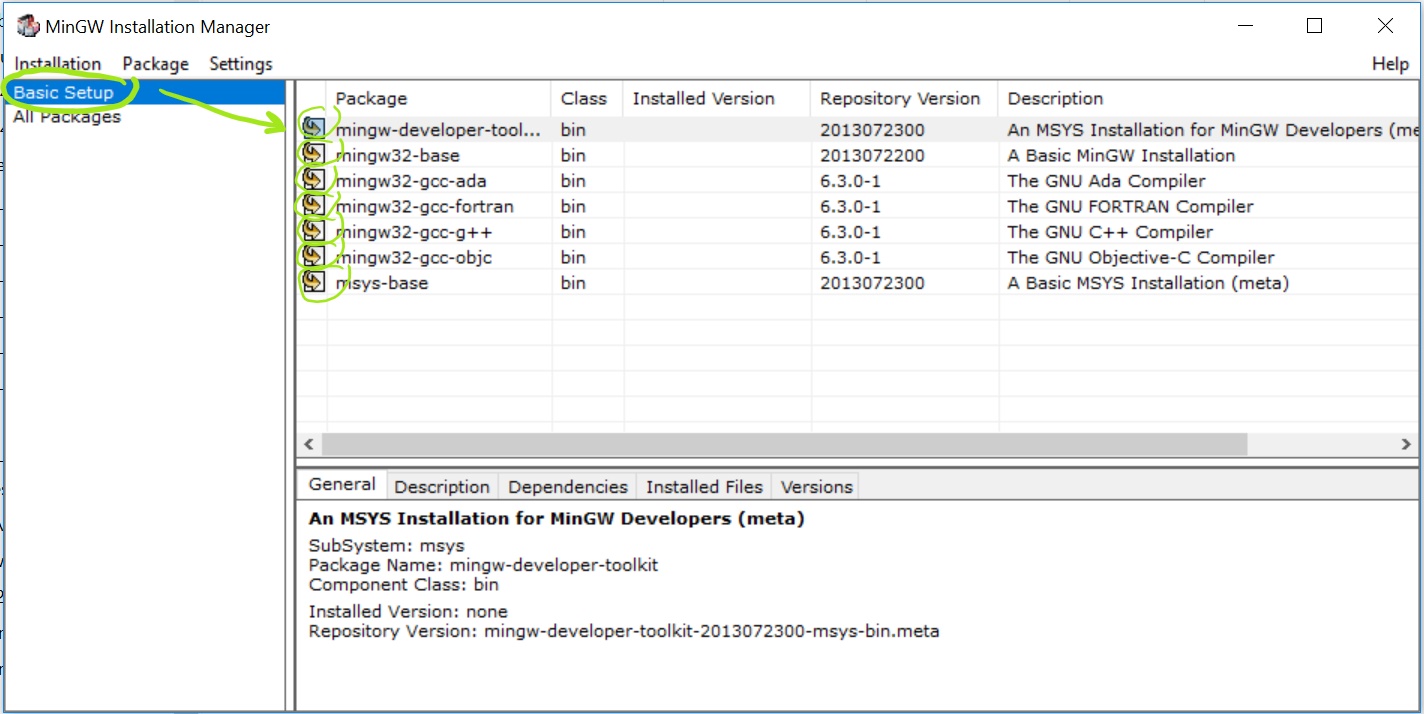 MinGW Installation Manager
Installation Package Settings Help
Basic Setup
All Packages
Package Class Installed Version Repository Version Description
mingw-developer-tool... bin 2013072300 An MSYS Installation for MinGW Developers (me
mingw32-base bin 2013072200 A Basic MinGW Installation
mingw32-gcc-ada bin 6.3.0-1 The GNU Ada Compiler
mingw32-gcc-fortran bin 6.3.0-1 The GNU FORTRAN Compiler
mingw32-gcc-g++ bin 6.3.0-1 The GNU C++ Compiler
mingw32-gcc-objc bin 6.3.0-1 The GNU Objective-C Compiler
msys-base bin 2013072300 A Basic MSYS Installation (meta)
General Description Dependencies Installed Files Versions
An MSYS Installation for MinGW Developers (meta)
SubSystem: msys
Package Name: mingw-developer-toolkit
Component Class: bin
Installed Version: none
Repository Version: mingw-developer-toolkit-2013072300-msys-bin.meta